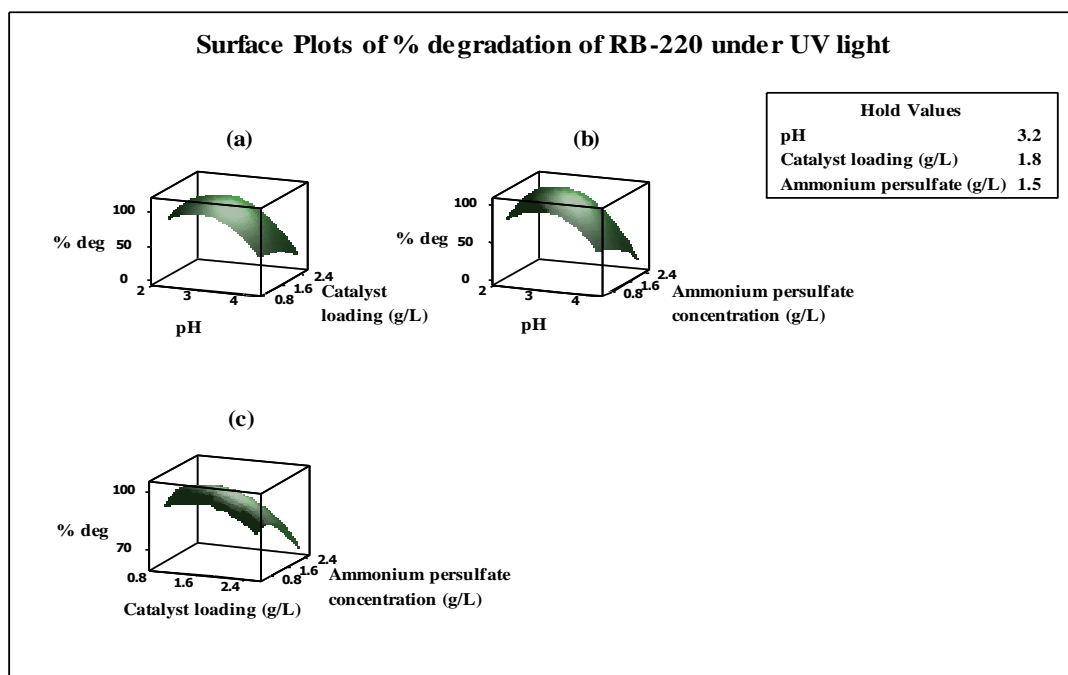 Surface Plots of % degradation of RB-220 under UV light
Hold Values
pH 3.2
Catalyst loading (g/L) 1.8
Ammonium persulfate (g/L) 1.5
(a)
100
% deg
50
0
2
3
4
0.8
1.6
2.4
Catalyst
loading (g/L)
pH
(b)
100
% deg
50
0
2
3
4
0.8
1.6
2.4
Ammonium persulfate
concentration (g/L)
pH
(c)
100
% deg
70
0.8
1.6
2.4
0.8
1.6
2.4
Ammonium persulfate
concentration (g/L)
Catalyst loading (g/L)